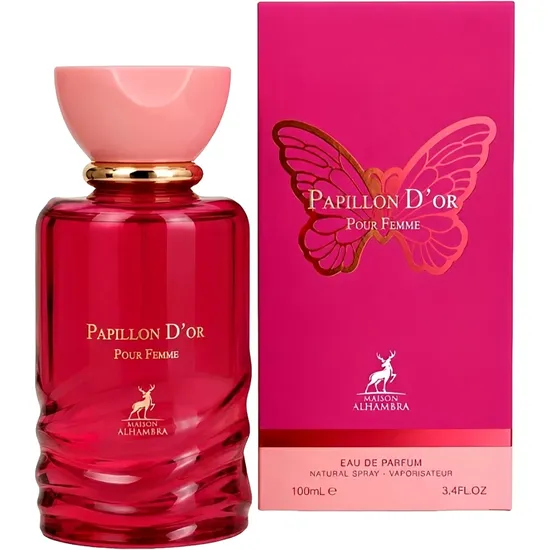 PAPILLON D'OR
POUR FEMME
MAISON
ALHAMBRA
PAPILLON D'OR
POUR FEMME
MAISON
ALHAMBRA
EAU DE PARFUM
NATURAL SPRAY - VAPORISATEUR
100mL ℮ 3,4FL.OZ